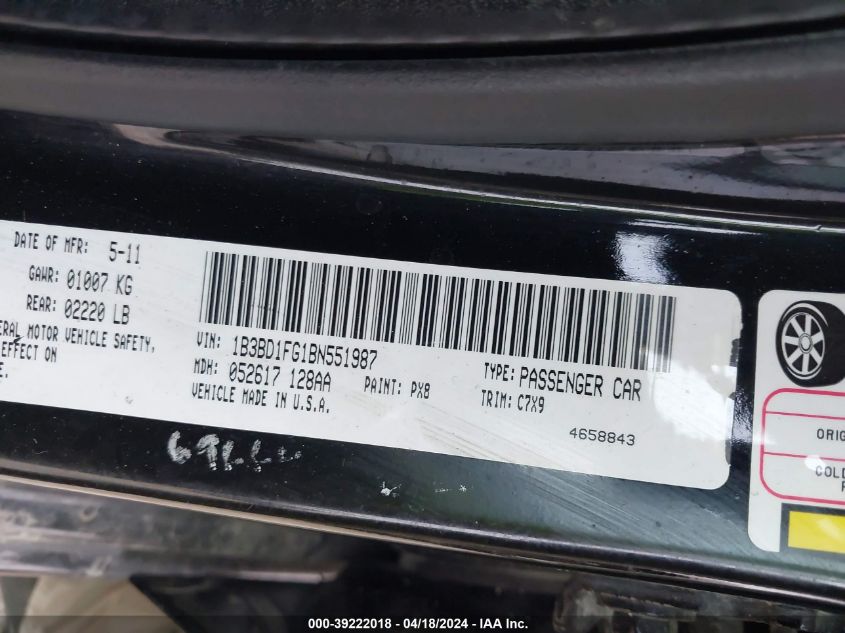 DATE OF MFR: 5-11
GAWR: 01007 KG
REAR: 02220 LB
MOTOR VEHICLE SAFETY,
EFFECT ON
VIN: 1B3BD1FG1BN551987
MDH: 052617 128AA
PAINT: PX8
VEHICLE MADE IN U.S.A.
TYPE: PASSENGER CAR
TRIM: C7X9
4658843
ORIG
COLD
000-39222018 - 04/18/2024 - IAA Inc.